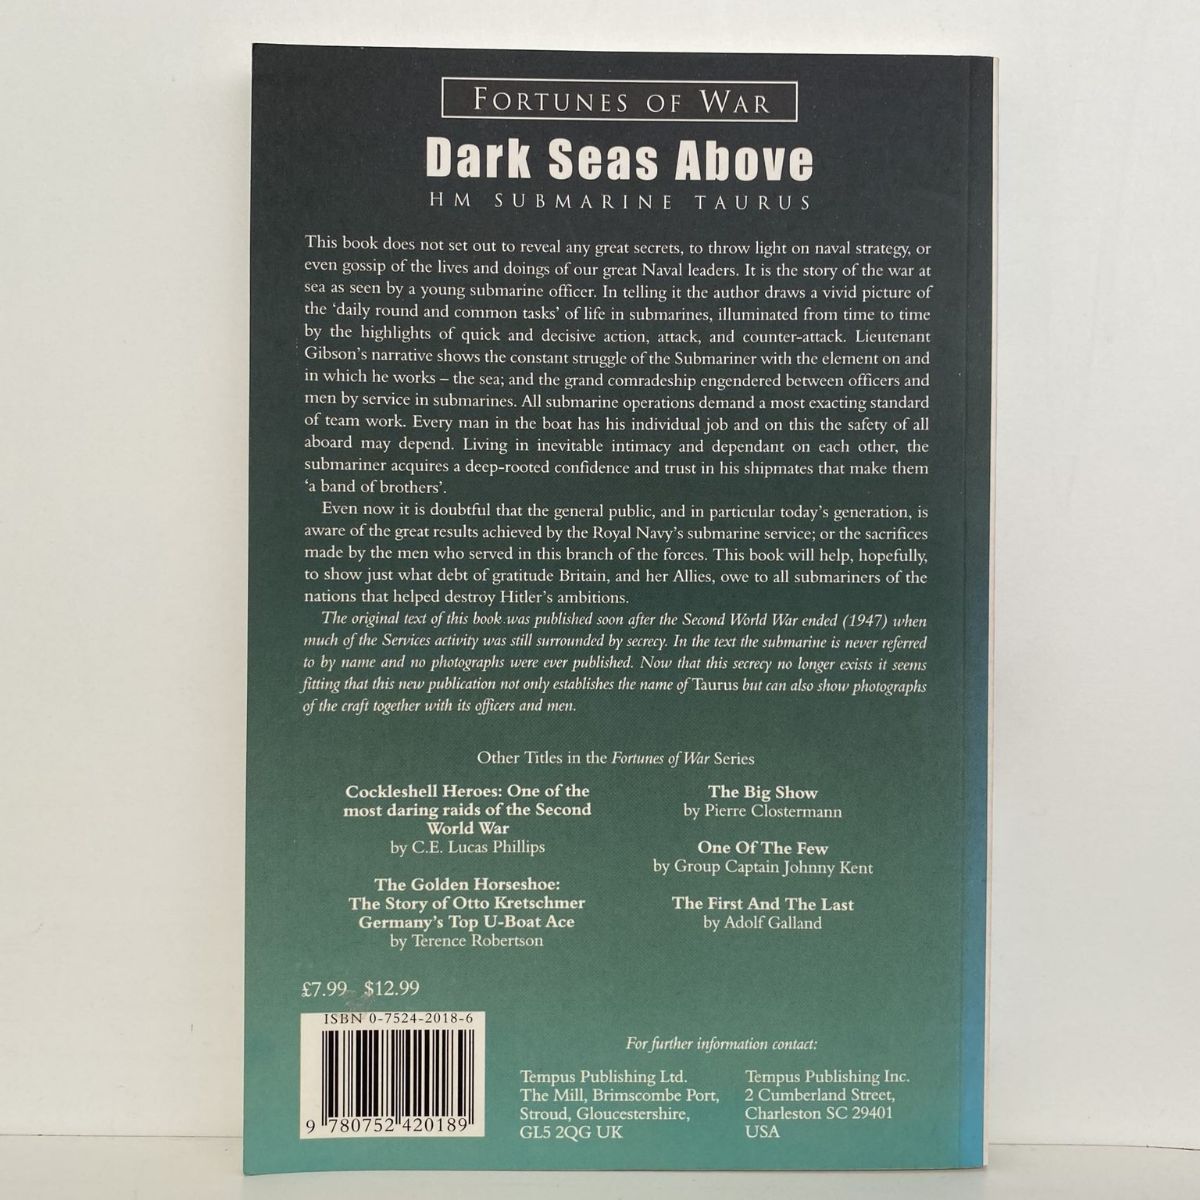 FORTUNES OF WAR
Dark Seas Above
HM SUBMARINE TAURUS
This book does not set out to reveal any great secrets, to throw light on naval strategy, or
even gossip of the lives and doings of our great Naval leaders. It is the story of the war at
sea as seen by a young submarine officer. In telling it the author draws a vivid picture of
the ‘daily round and common tasks’ of life in submarines, illuminated from time to time
by the highlights of quick and decisive action, attack, and counter-attack. Lieutenant
Gibson’s narrative shows the constant struggle of the Submariner with the element on and
in which he works – the sea; and the grand comradeship engendered between officers and
men by service in submarines. All submarine operations demand a most exacting standard
of team work. Every man in the boat has his individual job and on this the safety of all
aboard may depend. Living in inevitable intimacy and dependant on each other, the
submariner acquires a deep-rooted confidence and trust in his shipmates that make them
‘a band of brothers’.
Even now it is doubtful that the general public, and in particular today’s generation, is
aware of the great results achieved by the Royal Navy’s submarine service; or the sacrifices
made by the men who served in this branch of the forces. This book will help, hopefully,
to show just what debt of gratitude Britain, and her Allies, owe to all submariners of the
nations that helped destroy Hitler’s ambitions.
The original text of this book was published soon after the Second World War ended (1947) when
much of the Services activity was still surrounded by secrecy. In the text the submarine is never referred
to by name and no photographs were ever published. Now that this secrecy no longer exists it seems
fitting that this new publication not only establishes the name of Taurus but can also show photographs
of the craft together with its officers and men.
Other Titles in the Fortunes of War Series
Cockleshell Heroes: One of the
most daring raids of the Second
World War
by C.E. Lucas Phillips
The Golden Horseshoe:
The Story of Otto Kretschmer
Germany’s Top U-Boat Ace
by Terence Robertson
The Big Show
by Pierre Clostermann
One Of The Few
by Group Captain Johnny Kent
The First And The Last
by Adolf Galland
£7.99 $12.99
ISBN 0-7524-2018-6
9 780752 420189
For further information contact:
Tempus Publishing Ltd.
The Mill, Brimscombe Port,
Stroud, Gloucestershire,
GL5 2QG UK
Tempus Publishing Inc.
2 Cumberland Street,
Charleston SC 29401
USA